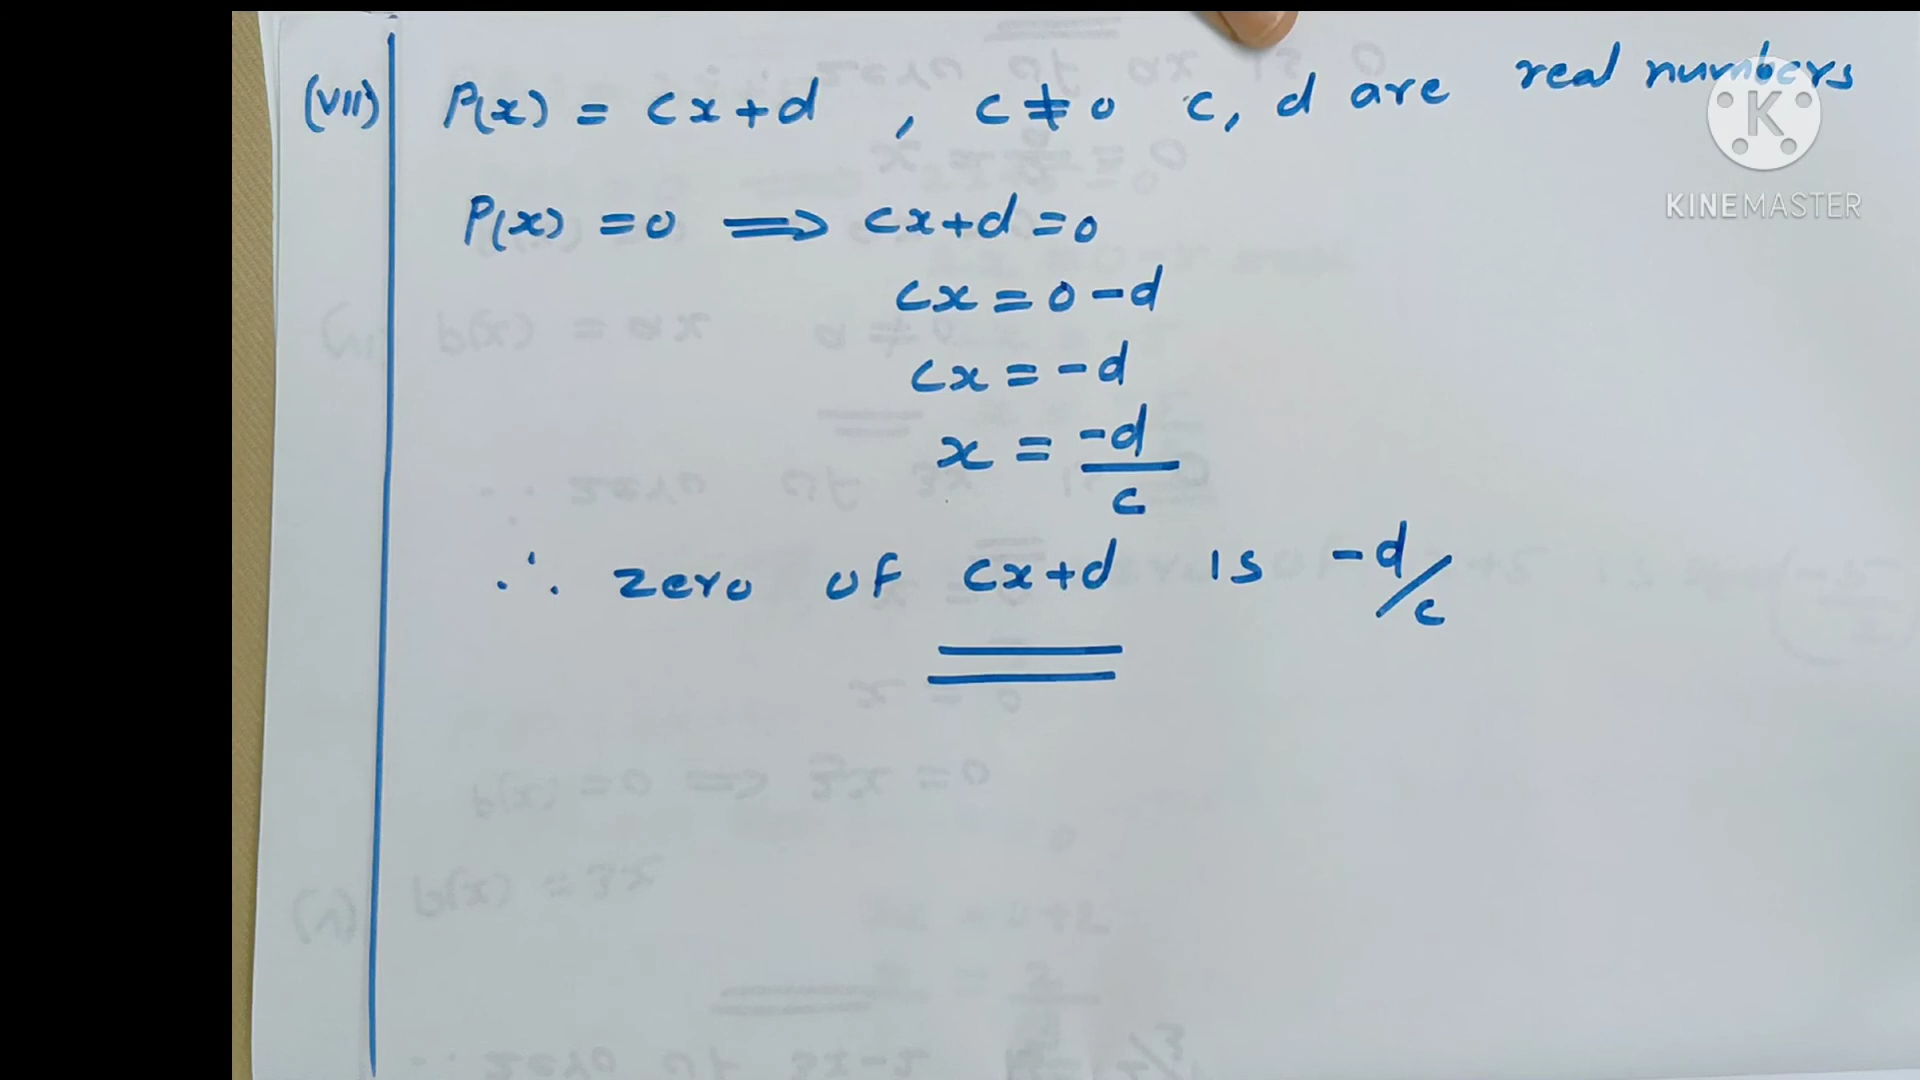 (VII) P(x) = cx+d , c≠0 c, d are real numbers
P(x) = 0 ⟹ cx+d=0
cx = 0-d
cx = -d
x = -d/c
∴ zero of cx+d is -d/c
K
KINEMASTER